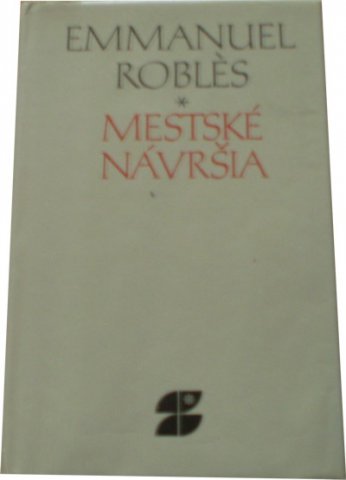 EMMANUEL
ROBLÈS
*
MESTSKÉ
NÁVRŠIA